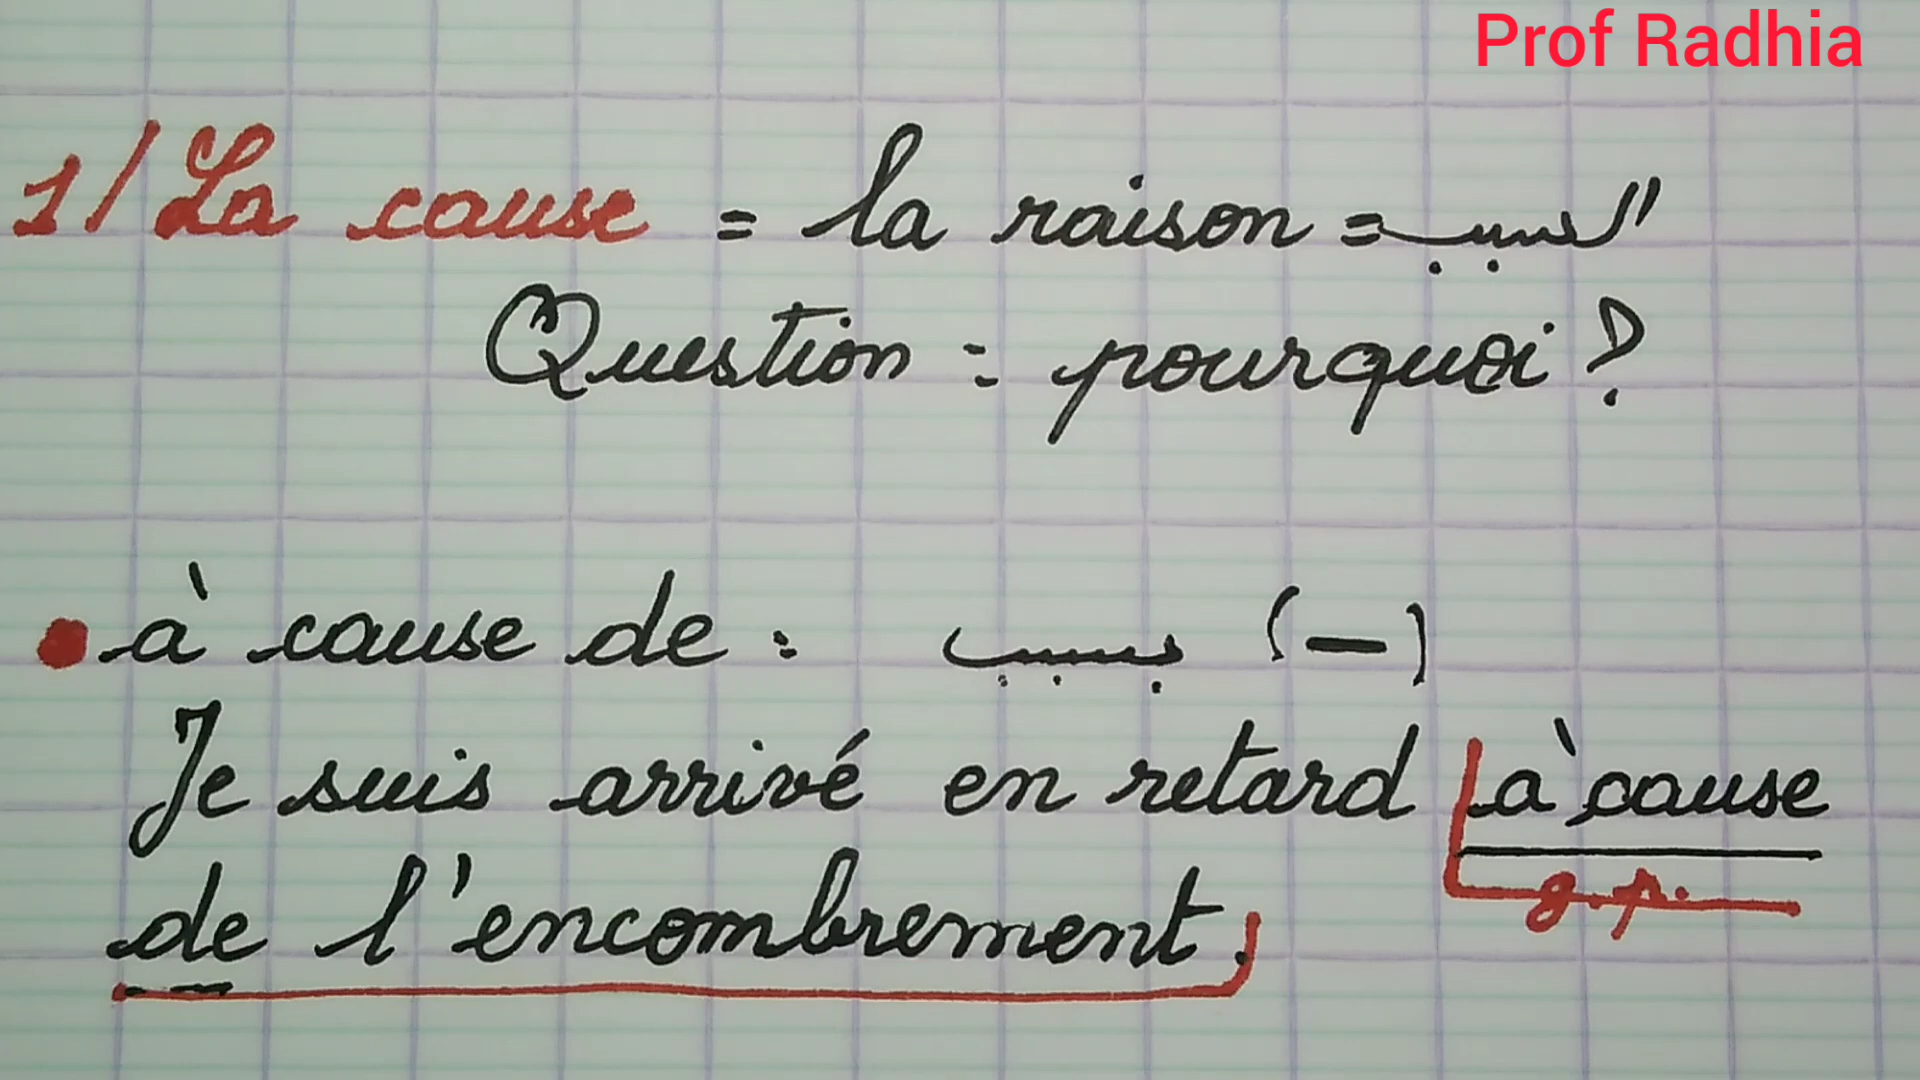 Prof Radhia
1/ La cause = la raison = السبب
Question = pourquoi ?
• à cause de : بسبب (-)
Je suis arrivé en retard à cause
g.p.
de l'encombrement.